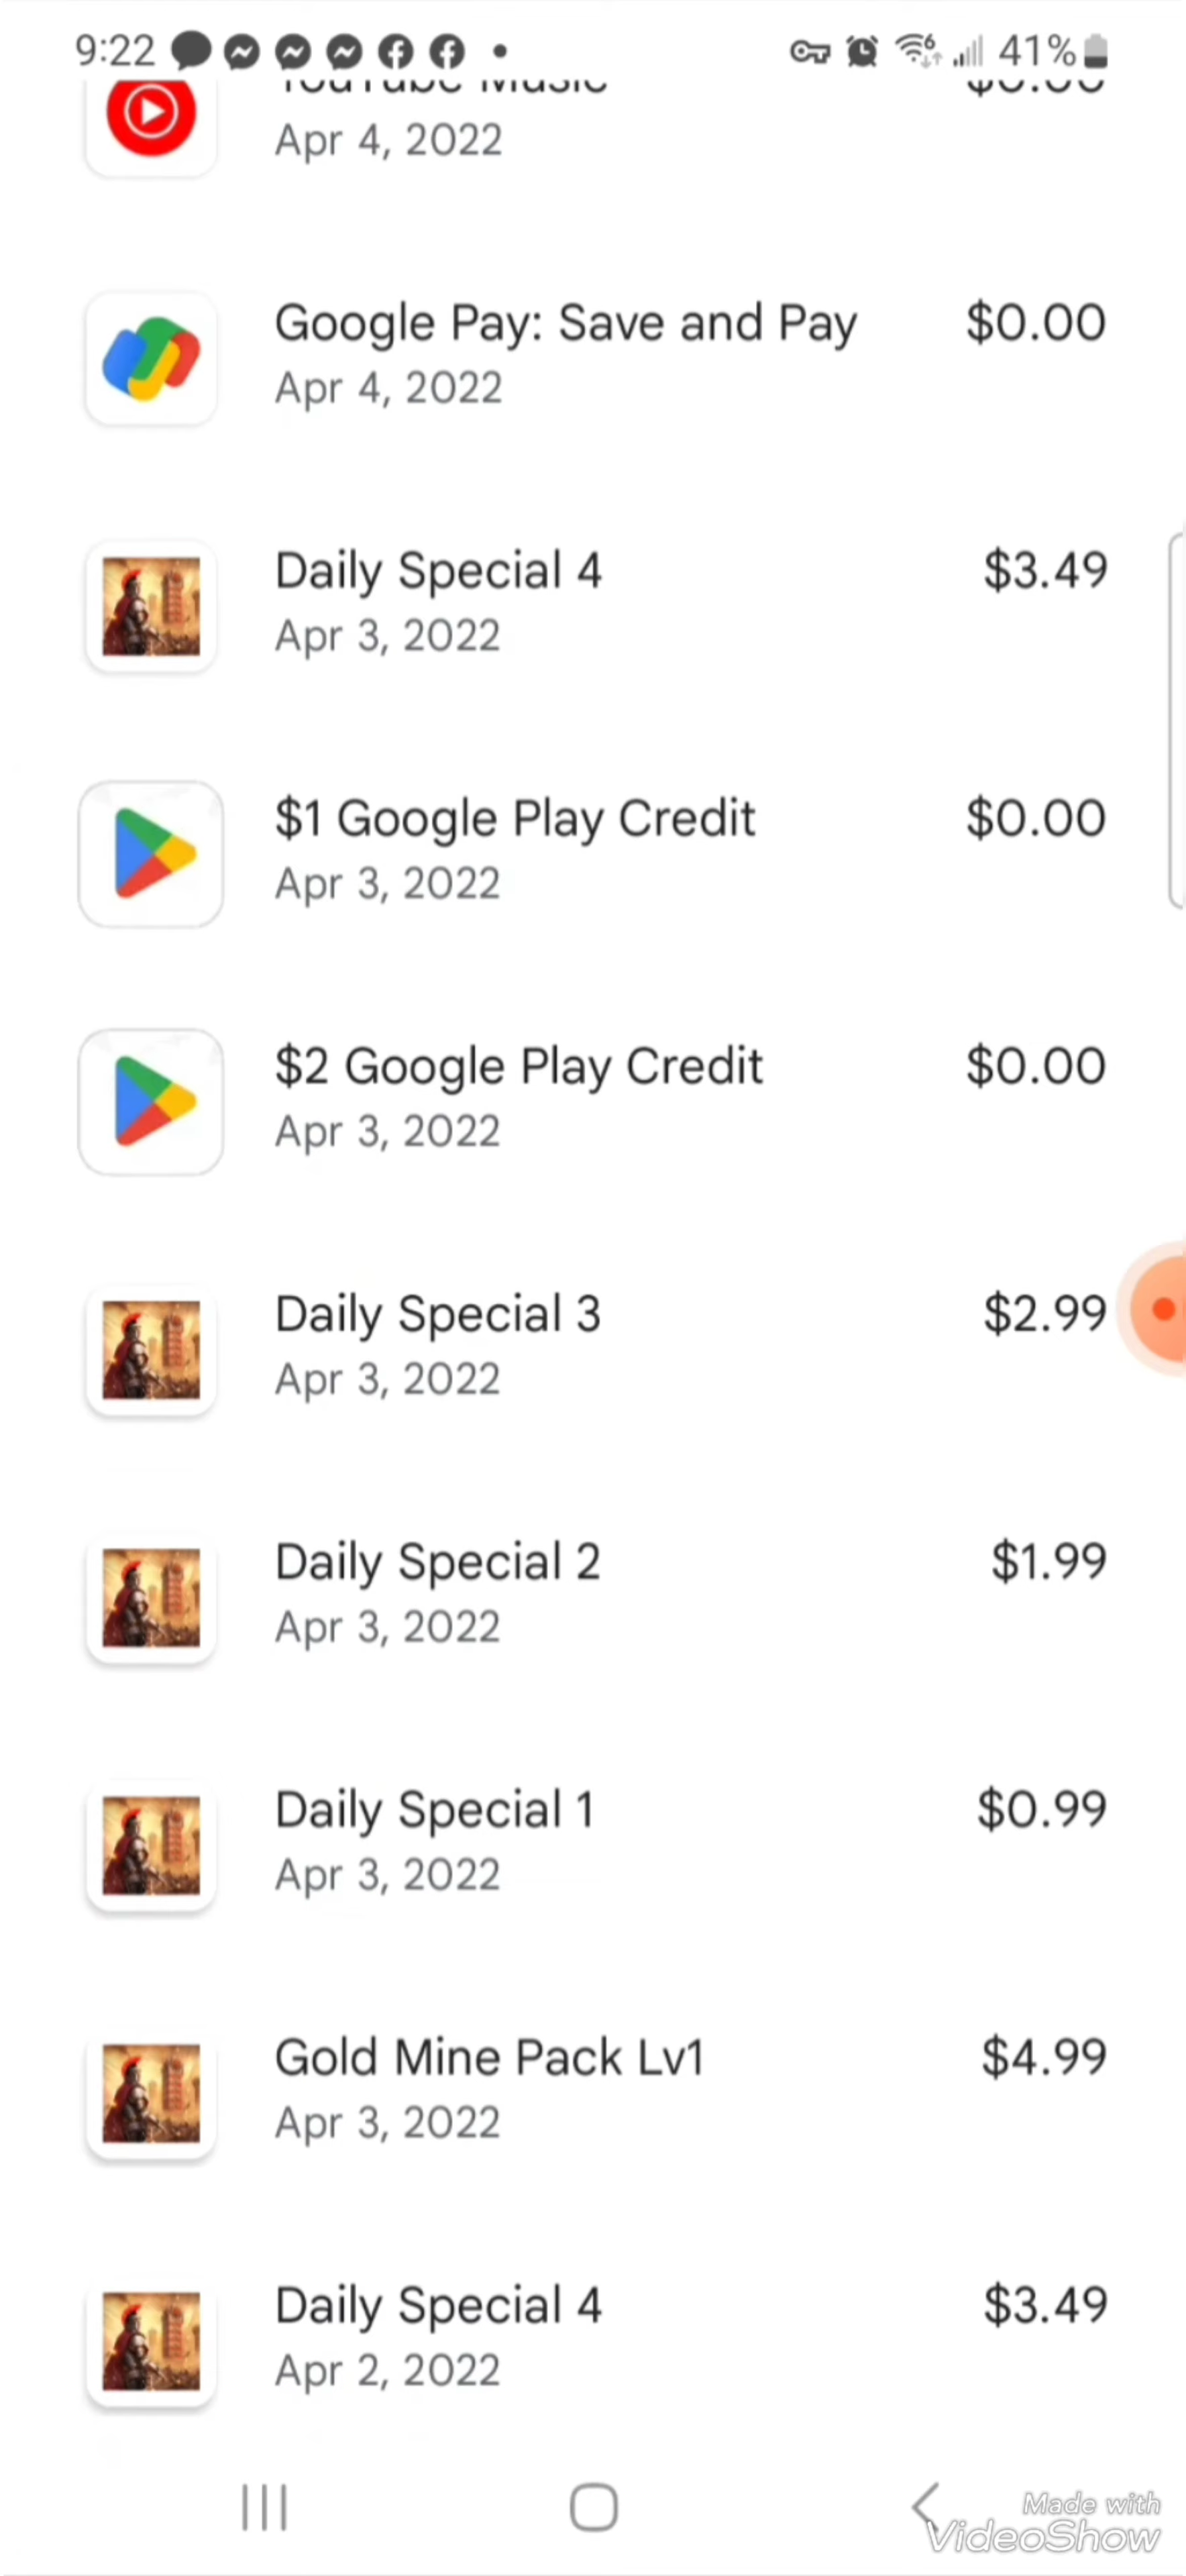 9:22 41%
YouTube Music $0.00
Apr 4, 2022
Google Pay: Save and Pay $0.00
Apr 4, 2022
Daily Special 4 $3.49
Apr 3, 2022
$1 Google Play Credit $0.00
Apr 3, 2022
$2 Google Play Credit $0.00
Apr 3, 2022
Daily Special 3 $2.99
Apr 3, 2022
Daily Special 2 $1.99
Apr 3, 2022
Daily Special 1 $0.99
Apr 3, 2022
Gold Mine Pack Lv1 $4.99
Apr 3, 2022
Daily Special 4 $3.49
Apr 2, 2022
Made with
VideoShow